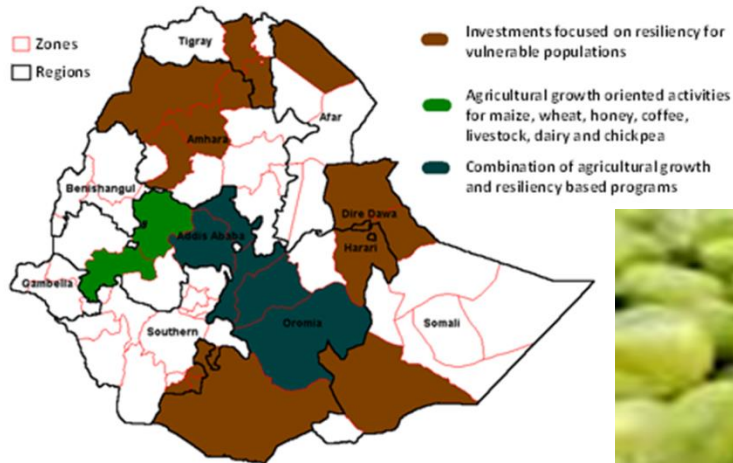 Zones
Regions
Tigray
Afar
Amhara
Benishangul
Dire Dawa
Addis Ababa
Harari
Gambella
Southern
Oromia
Somali
Investments focused on resiliency for
vulnerable populations
Agricultural growth oriented activities
for maize, wheat, honey, coffee,
livestock, dairy and chickpea
Combination of agricultural growth
and resiliency based programs